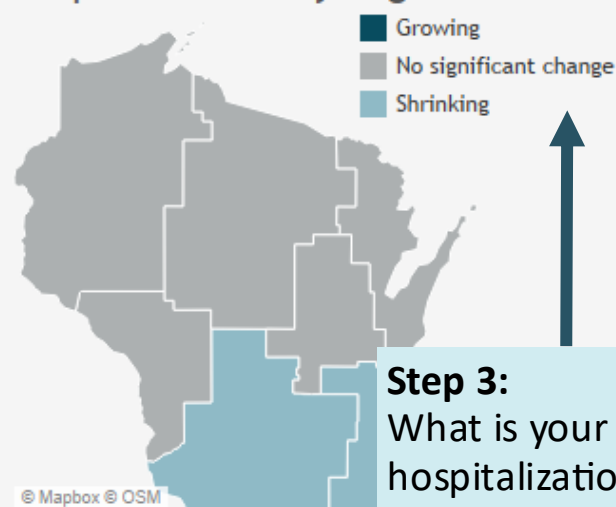 Growing
No significant change
Shrinking
Step 3:
What is your
© Mapbox © OSM